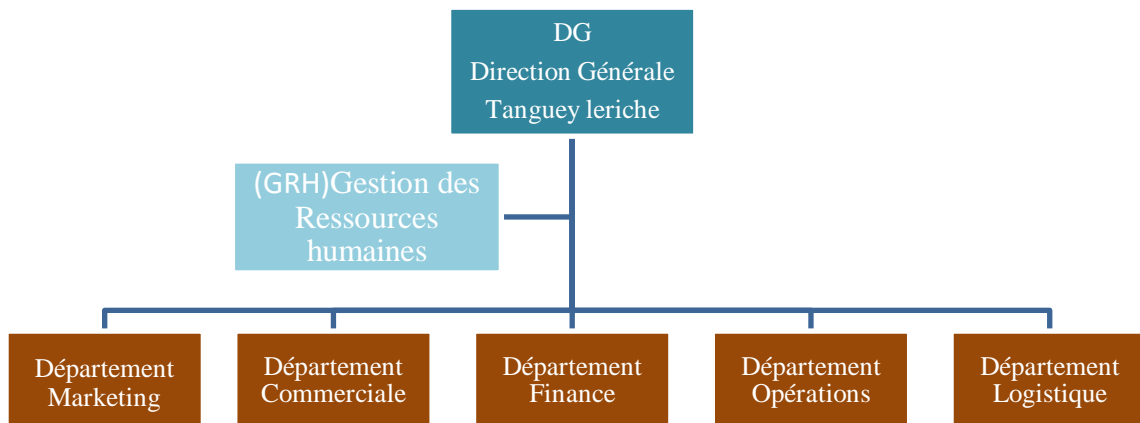 DG
Direction Générale
Tanguey leriche
(GRH)Gestion des
Ressources
humaines
Département
Marketing
Département
Commerciale
Département
Finance
Département
Opérations
Département
Logistique